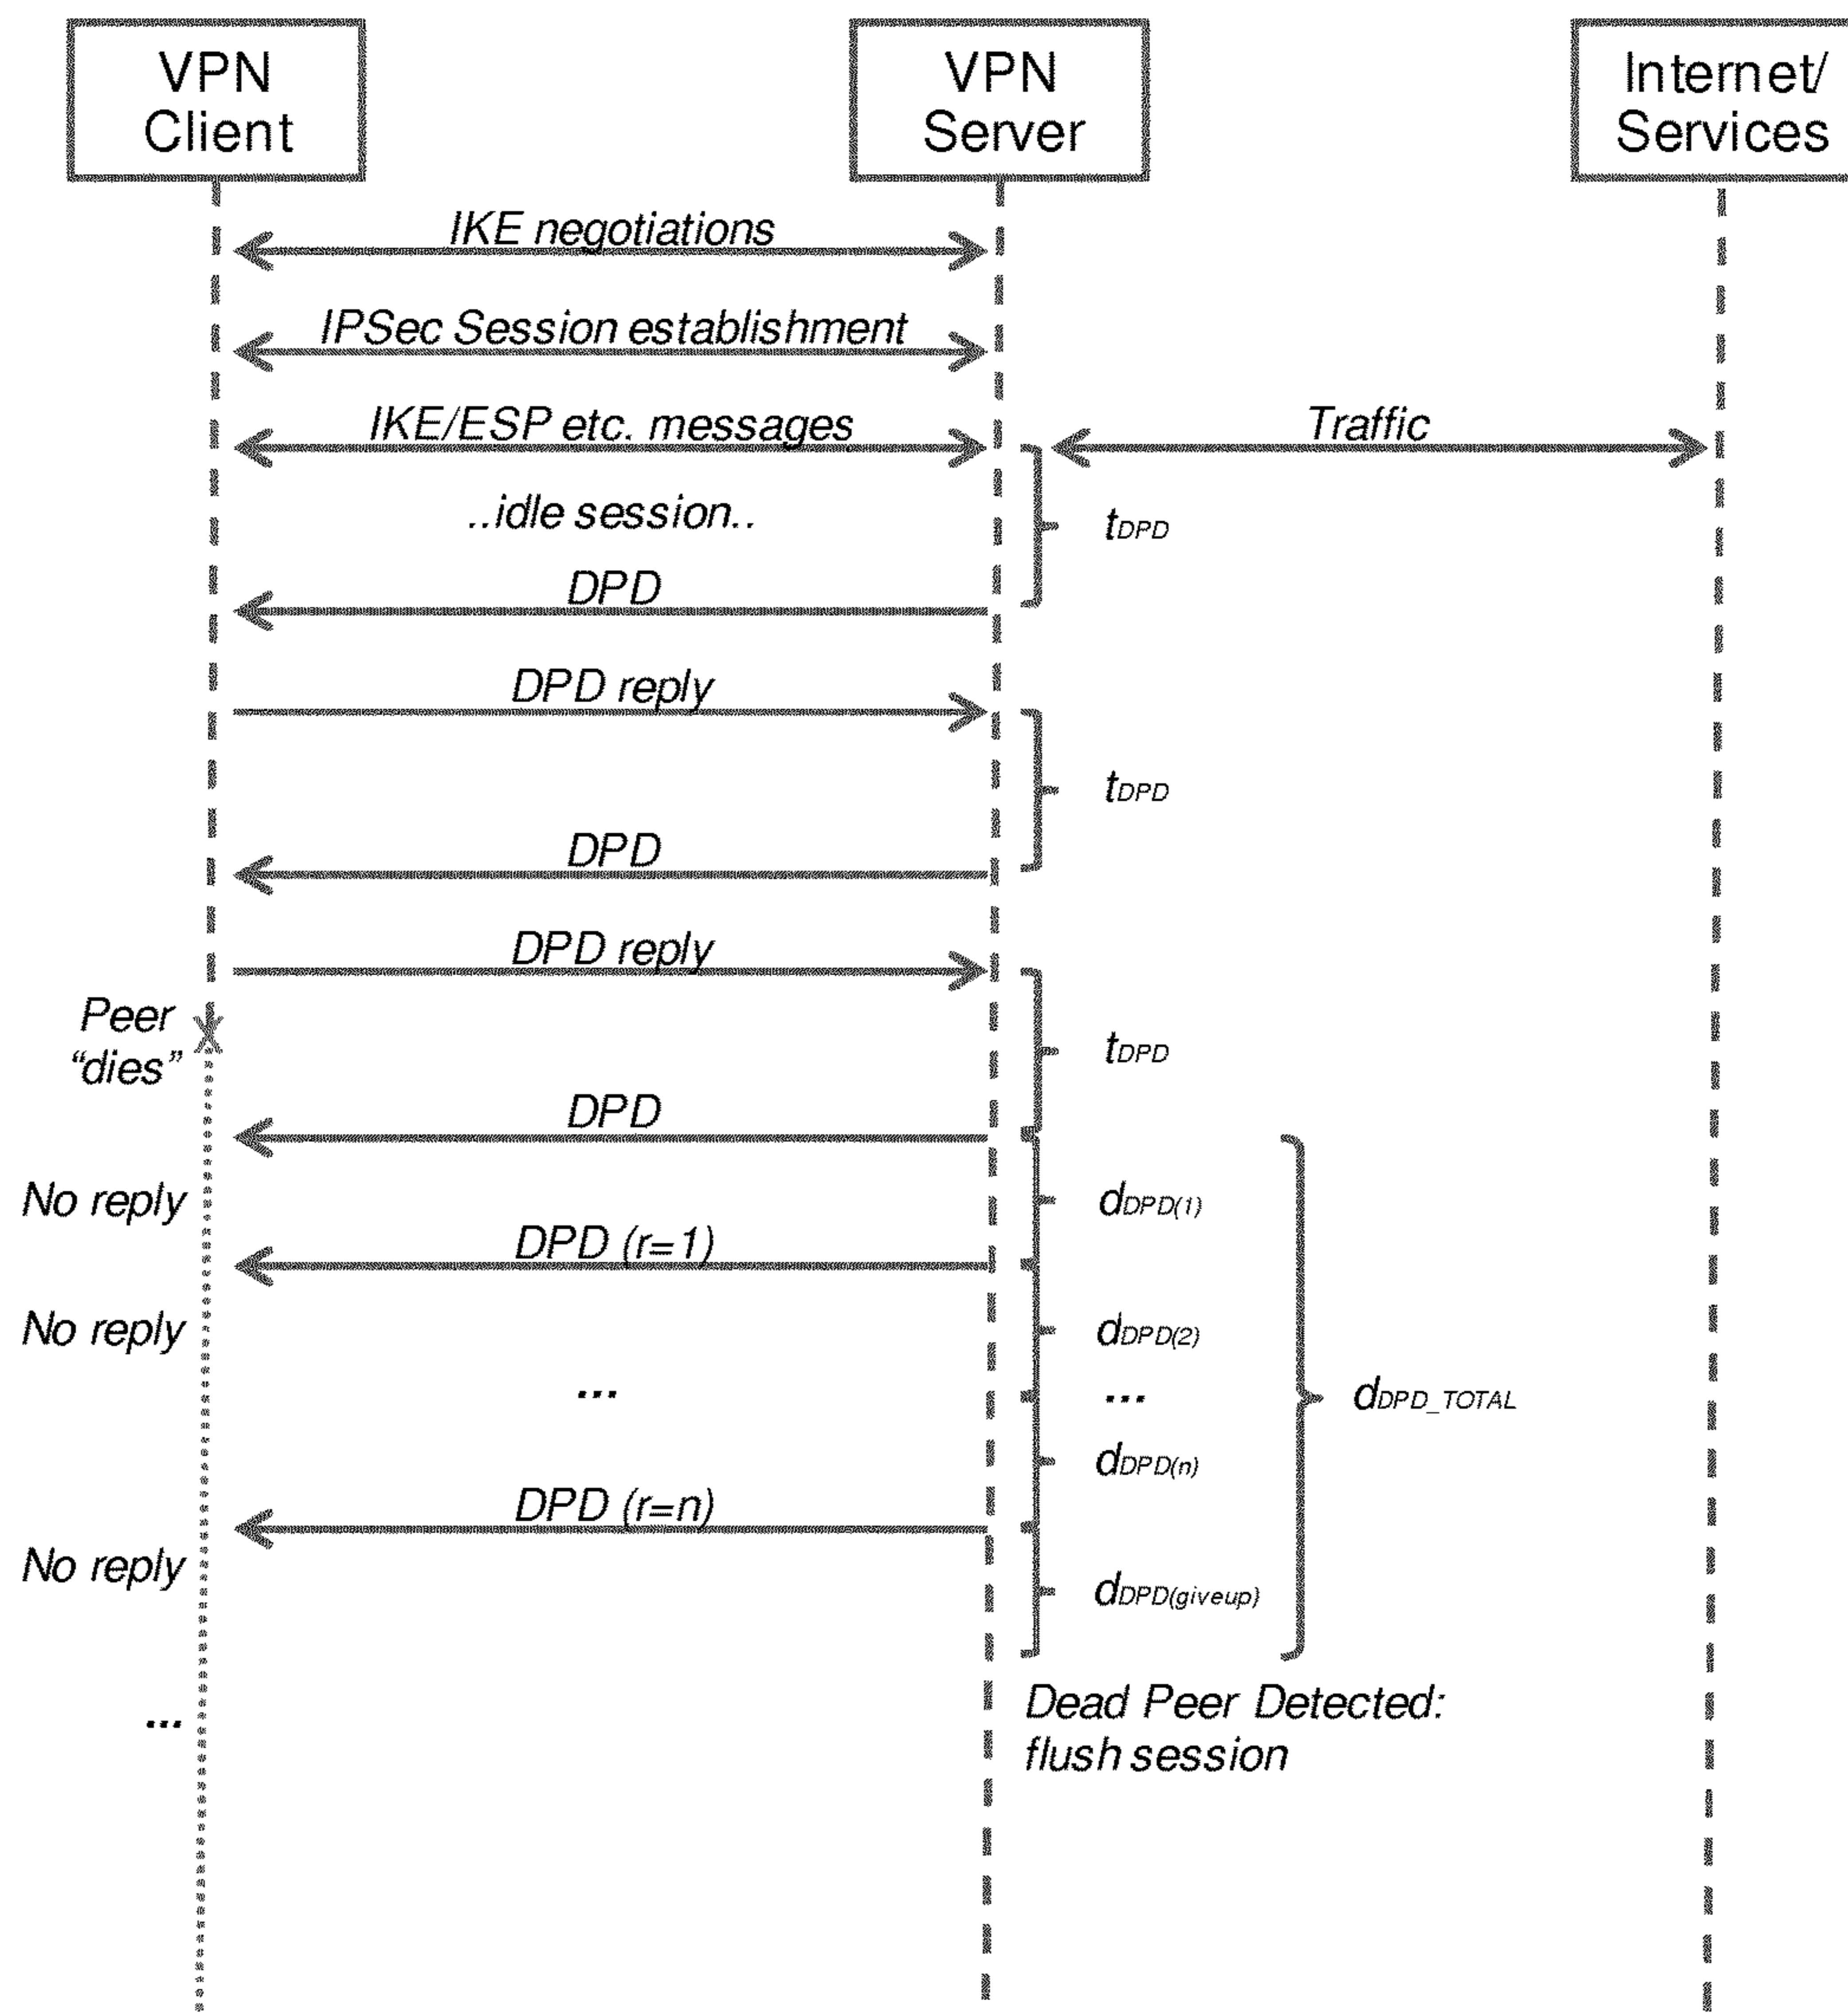 VPN
Client
VPN
Server
Internet/
Services
IKE negotiations
IPSec Session establishment
IKE/ESP etc. messages
Traffic
..idle session..
tDPD
DPD
DPD reply
tDPD
DPD
DPD reply
Peer
“dies”
tDPD
DPD
No reply
dDPD(1)
DPD (r=1)
No reply
dDPD(2)
...
...
dDPD_TOTAL
dDPD(n)
DPD (r=n)
No reply
dDPD(giveup)
Dead Peer Detected:
flush session
...